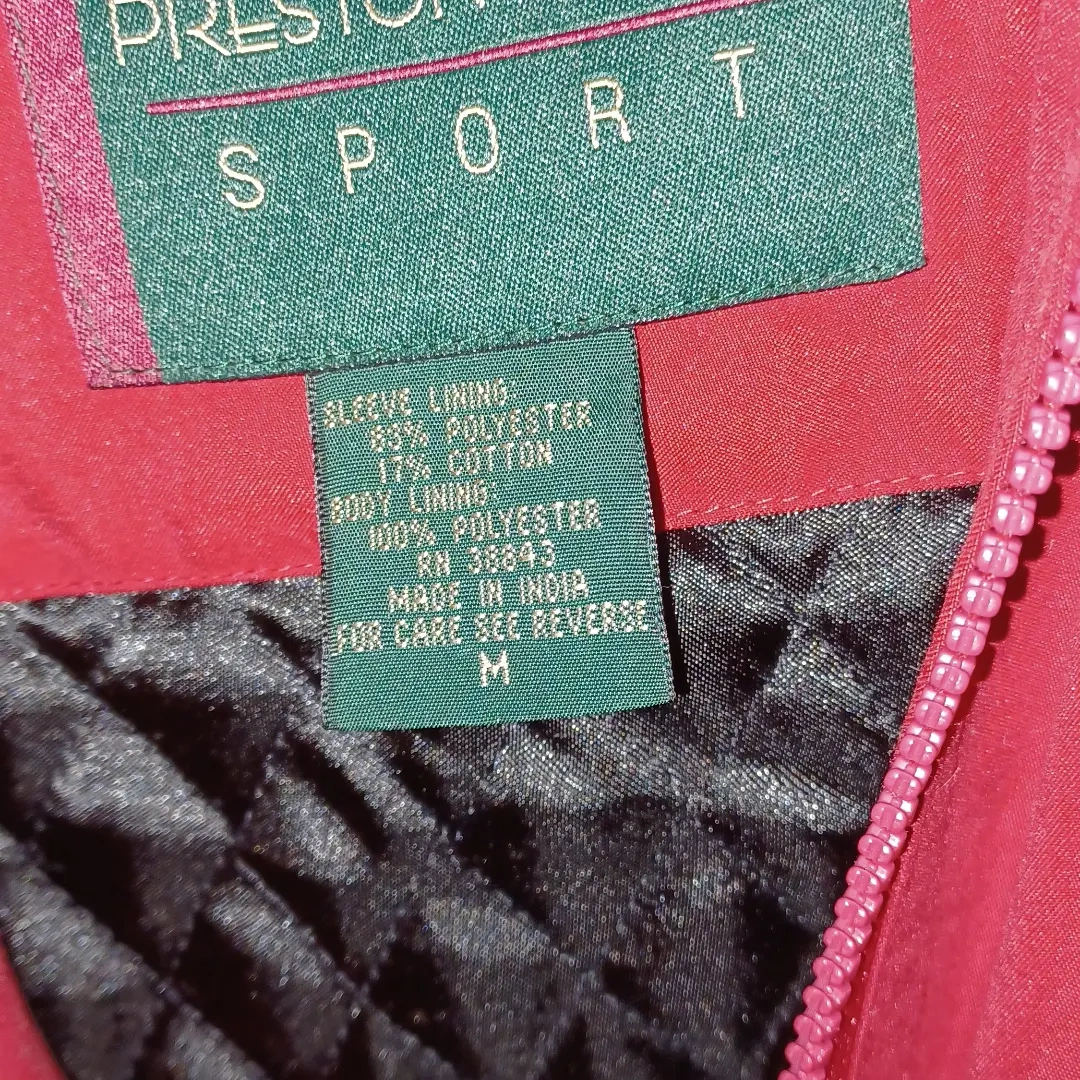 PRESTON
SPORT
SLEEVE LINING
83% POLYESTER
17% COTTON
BODY LINING:
100% POLYESTER
RN 38843
MADE IN INDIA
FOR CARE SEE REVERSE
M